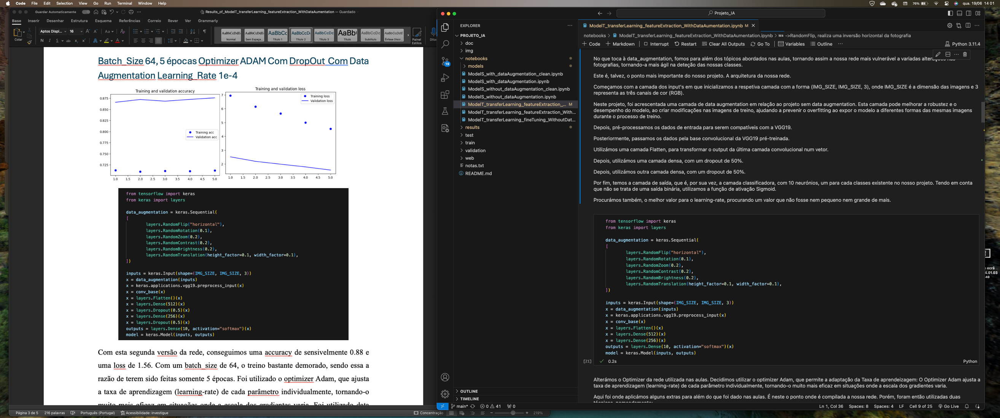 Code File Edit Selection View Go Run Terminal Window Help
76% qua. 19/06 14 01
Guardar Automaticamente
Results_of_ModelT_transferLearning_featureExtraction_WithDataAumentation — Guardado
Base Inserir Desenhar Estrutura Esquema Referências Correio Rever Ver Grammarly
Colar
Aptos Displ... 16
N I S
AaBbCcDdE Normal
AaBbCcDdE Sem Espaça...
AaBbCc Título 1
AaBbCcDi Título 2
AaBbCcDc Título 3
AaBb( Título
AaBbCcDc Subtítulo
AaBbCcDdE Ênfase Discr...
Painel Estilos
Batch_Size 64, 5 épocas Optimizer ADAM Com DropOut Com Data
Augmentation Learning_Rate 1e-4
Training and validation accuracy
0.875
0.850
0.825
0.800
0.775
0.750
0.725
Training acc
Validation acc
1.0 1.5 2.0 2.5 3.0 3.5 4.0 4.5 5.0
Training and validation loss
7
6
5
4
3
2
Training loss
Validation loss
1.0 1.5 2.0 2.5 3.0 3.5 4.0 4.5 5.0
from tensorflow import keras
from keras import layers
data_augmentation = keras.Sequential(
[
layers.RandomFlip("horizontal"),
layers.RandomRotation(0.1),
layers.RandomZoom(0.2),
layers.RandomContrast(0.2),
layers.RandomBrightness(0.2),
layers.RandomTranslation(height_factor=0.1, width_factor=0.1),
])
inputs = keras.Input(shape=(IMG_SIZE, IMG_SIZE, 3))
x = data_augmentation(inputs)
x = keras.applications.vgg19.preprocess_input(x)
x = conv_base(x)
x = layers.Flatten()(x)
x = layers.Dense(512)(x)
x = layers.Dropout(0.5)(x)
x = layers.Dense(256)(x)
x = layers.Dropout(0.5)(x)
outputs = layers.Dense(10, activation="softmax")(x)
model = keras.Model(inputs, outputs)
Com esta segunda versão da rede, conseguimos uma accuracy de sensivelmente 0.88 e
uma loss de 1.56. Com um batch_size de 64, o treino bastante demorado, sendo essa a
razão de terem sido feitas somente 5 épocas. Foi utilizado o optimizer Adam, que ajusta
a taxa de aprendizagem (learning-rate) de cada parâmetro individualmente, tornando-o
muito mais eficaz em situações onde a escala dos gradientes varia. Foi utilizado data
Página 3 de 5 216 palavras Português (Portugal) Acessibilidade: investigue Concentração 219%
Projeto_IA
EXPLORER
PROJETO_IA
doc
img
notebooks
models
ModelS_with_dataAugmentation_clean.ipynb
ModelS_with_dataAugmentation.ipynb
ModelS_without_dataAugmentation_clean.ipynb
ModelS_without_dataAugmentation.ipynb
ModelT_transferLearning_featureExtraction_... M
ModelT_transferLearning_featureExtraction_With...
ModelT_transferLearning_fineTuning_WithoutDat...
results
test
train
validation
web
notas.txt
README.md
OUTLINE
TIMELINE
19
ModelT_transferLearning_featureExtraction_WithDataAumentation.ipynb M
notebooks > ModelT_transferLearning_featureExtraction_WithDataAumentation.ipynb > M↓ ->RandomFlip, realiza uma inversão horizontal da fotografia
+ Code + Markdown Interrupt Restart Clear All Outputs Go To Variables Outline ... Python 3.11.4
No que toca à data_augmentation, fomos para além dos tópicos abordados nas aulas, tornando assim a nossa rede mais vulnerável a variadas alterações nas
fotografias, tornando-a mais ágil na deteção das nossas classes.
Este é, talvez, o ponto mais importante do nosso projeto. A arquitetura da nossa rede.
Começamos com a camada dos input's em que inicializamos a respetiva camada com a forma (IMG_SIZE, IMG_SIZE, 3), onde IMG_SIZE é a dimensão das imagens e 3
representa as três canais de cor (RGB).
Neste projeto, foi acrescentada uma camada de data augmentation em relação ao projeto sem data augmentation. Esta camada pode melhorar a robustez e o
desempenho do modelo, ao criar modificações nas imagens de treino, ajudando a prevenir o overfitting ao expor o modelo a diferentes formas das mesmas imagens
durante o processo de treino.
Depois, pré-processamos os dados de entrada para serem compatíveis com a VGG19.
Posteriormente, passamos os dados pela base convolucional da VGG19 pré-treinada.
Utilizámos uma camada Flatten, para transformar o output da última camada convolucional num vetor.
Depois, utilizámos uma camada densa, com um dropout de 50%.
Depois, utilizámos outra camada densa, com um dropout de 50%.
Por fim, temos a camada de saída, que é, por sua vez, a camada classificadora, com 10 neurónios, um para cada classes existente no nosso projeto. Tendo em conta
que não se trata de uma saída binária, utilizamos a função de ativação Sigmoid.
Procurámos também, o melhor valor para o learning-rate, procurando um valor que não fosse nem pequeno nem grande de mais.
from tensorflow import keras
from keras import layers
data_augmentation = keras.Sequential(
[
layers.RandomFlip("horizontal"),
layers.RandomRotation(0.1),
layers.RandomZoom(0.2),
layers.RandomContrast(0.2),
layers.RandomBrightness(0.2),
layers.RandomTranslation(height_factor=0.1, width_factor=0.1),
])
inputs = keras.Input(shape=(IMG_SIZE, IMG_SIZE, 3))
x = data_augmentation(inputs)
x = keras.applications.vgg19.preprocess_input(x)
x = conv_base(x)
x = layers.Flatten()(x)
x = layers.Dense(512)(x)
x = layers.Dense(256)(x)
outputs = layers.Dense(10, activation="softmax")(x)
model = keras.Model(inputs, outputs)
[21] 0.2s Python
Alterámos o Optimizer da rede utilizada nas aulas. Decidimos utilizar o optimizer Adam, que permite a adaptação da Taxa de aprendeizagem: O Optimizer Adam ajusta a
taxa de aprendizagem (learning-rate) de cada parâmetro individualmente, tornando-o muito mais eficaz em situações onde a escala dos gradientes varia.
Aqui foi onde aplicámos alguns extras para além do que foi dado nas aulas. É neste o ponto onde é compilada a nossa rede. Porém, foram então utilizadas duas
main* 0 41 0 Ln 1, Col 36 Spaces: 8 Spaces: 4 LF Cell 9 of 25 Go Live
e ecrã
4.01.03